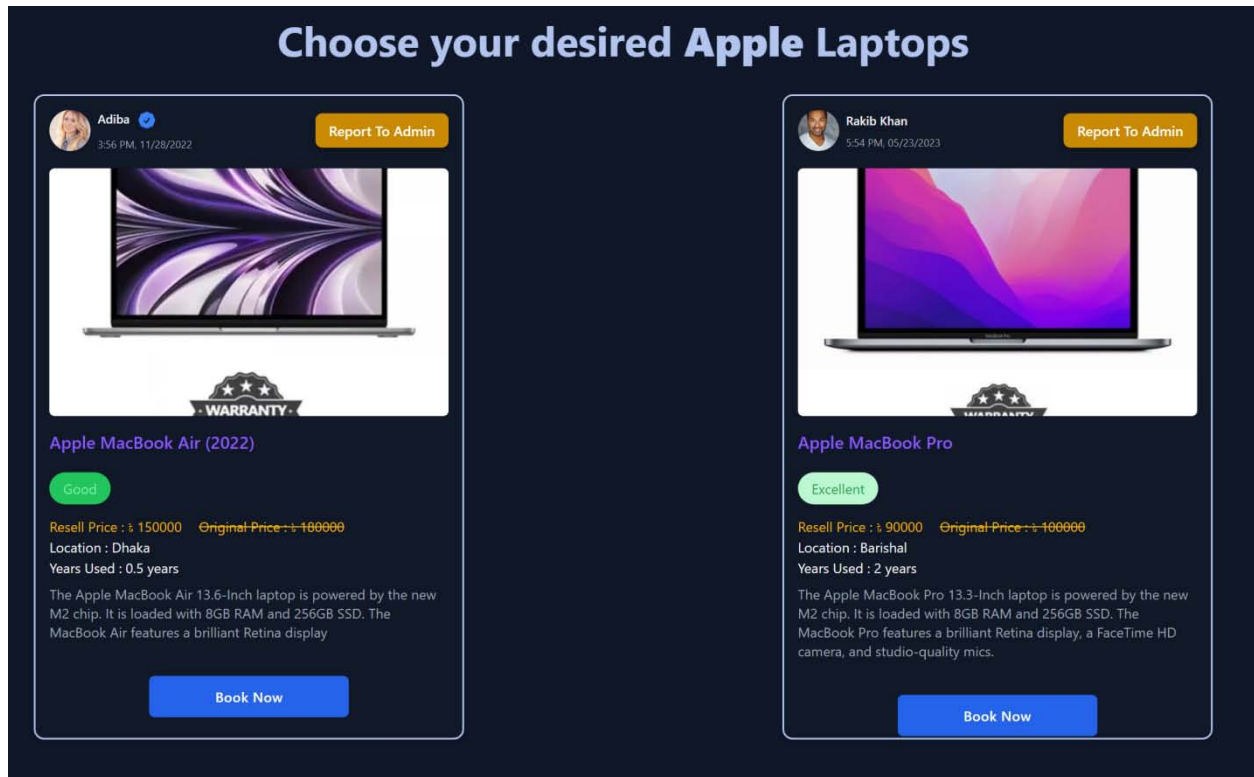 Choose your desired Apple Laptops
Adiba
3:56 PM, 11/28/2022
Report To Admin
WARRANTY
Apple MacBook Air (2022)
Good
Resell Price : ৳ 150000 Original Price : ৳ 180000
Location : Dhaka
Years Used : 0.5 years
The Apple MacBook Air 13.6-Inch laptop is powered by the new
M2 chip. It is loaded with 8GB RAM and 256GB SSD. The
MacBook Air features a brilliant Retina display
Book Now
Rakib Khan
5:54 PM, 05/23/2023
Report To Admin
MacBook Pro
WARRANTY
Apple MacBook Pro
Excellent
Resell Price : ৳ 90000 Original Price : ৳ 100000
Location : Barishal
Years Used : 2 years
The Apple MacBook Pro 13.3-Inch laptop is powered by the new
M2 chip. It is loaded with 8GB RAM and 256GB SSD. The
MacBook Pro features a brilliant Retina display, a FaceTime HD
camera, and studio-quality mics.
Book Now